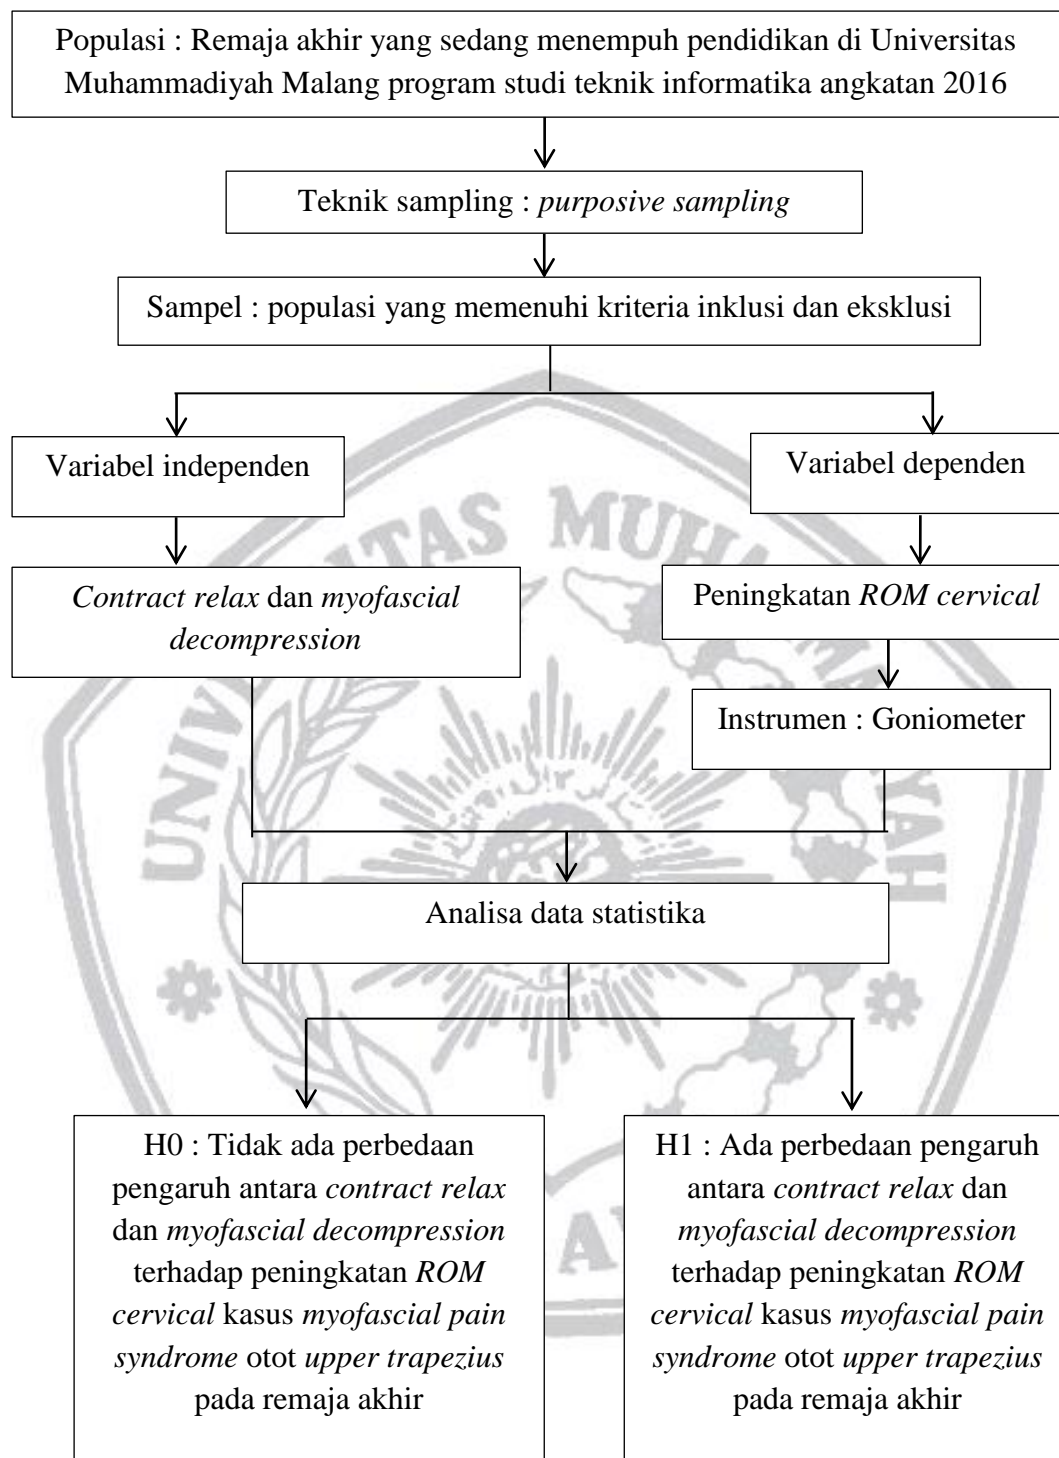 Populasi : Remaja akhir yang sedang menempuh pendidikan di Universitas
Muhammadiyah Malang program studi teknik informatika angkatan 2016
Teknik sampling : purposive sampling
Sampel : populasi yang memenuhi kriteria inklusi dan eksklusi
Variabel independen
Variabel dependen
Contract relax dan myofascial
decompression
Peningkatan ROM cervical
Instrumen : Goniometer
Analisa data statistika
H0 : Tidak ada perbedaan
pengaruh antara contract relax
dan myofascial decompression
terhadap peningkatan ROM
cervical kasus myofascial pain
syndrome otot upper trapezius
pada remaja akhir
H1 : Ada perbedaan pengaruh
antara contract relax dan
myofascial decompression
terhadap peningkatan ROM
cervical kasus myofascial pain
syndrome otot upper trapezius
pada remaja akhir